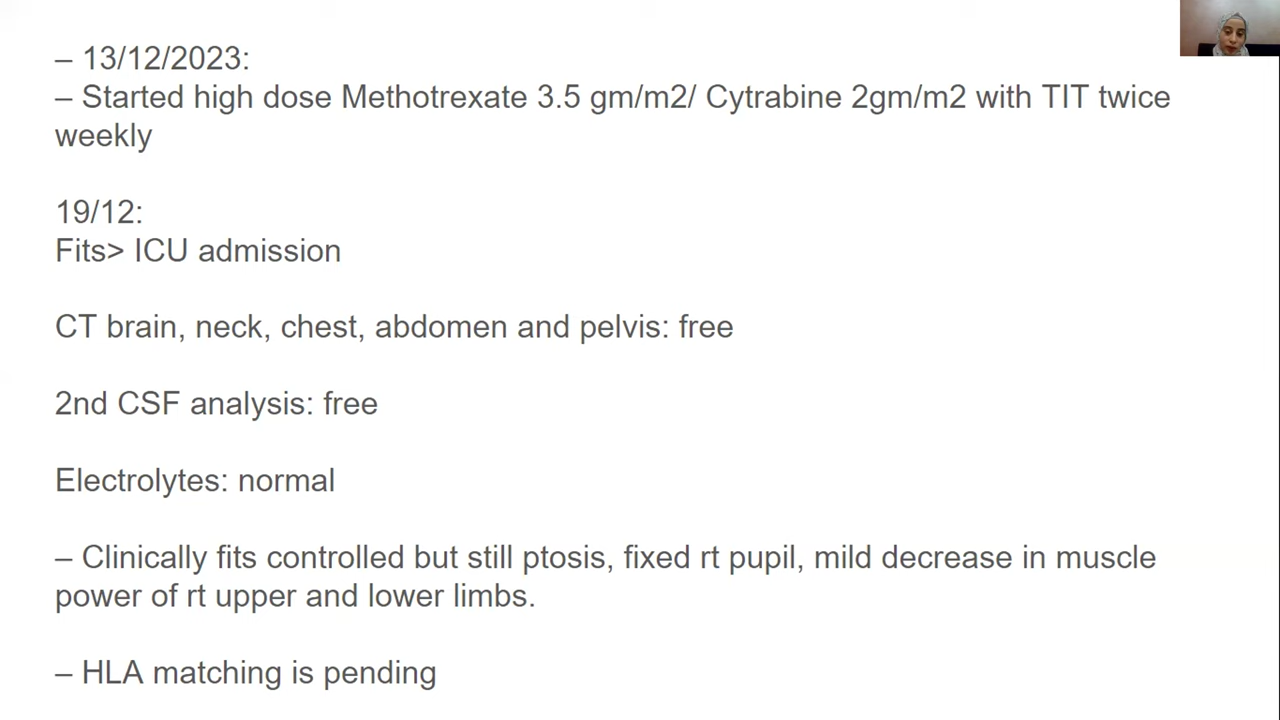 – 13/12/2023:
– Started high dose Methotrexate 3.5 gm/m2/ Cytrabine 2gm/m2 with TIT twice
weekly
19/12:
Fits> ICU admission
CT brain, neck, chest, abdomen and pelvis: free
2nd CSF analysis: free
Electrolytes: normal
– Clinically fits controlled but still ptosis, fixed rt pupil, mild decrease in muscle
power of rt upper and lower limbs.
– HLA matching is pending